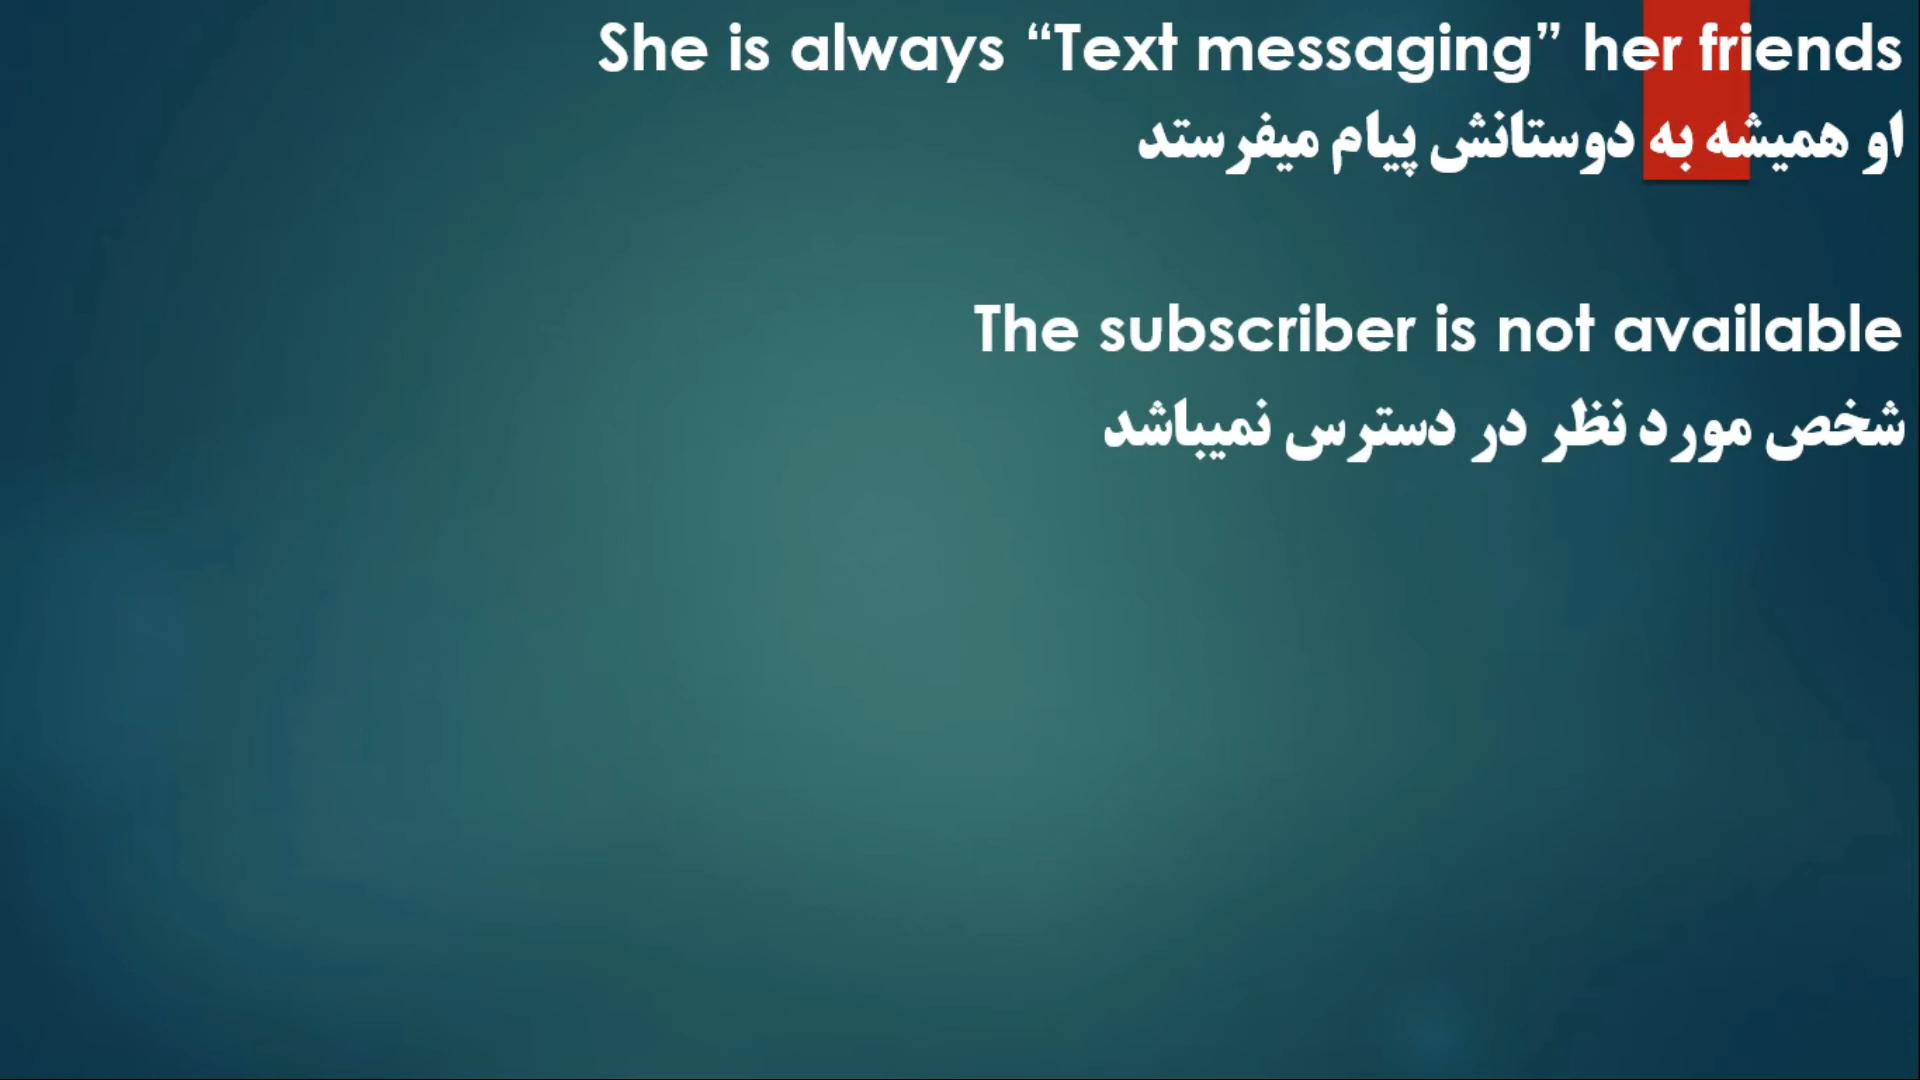 She is always “Text messaging” her friends
او همیشه به دوستانش پیام میفرستد
The subscriber is not available
شخص مورد نظر در دسترس نمیباشد